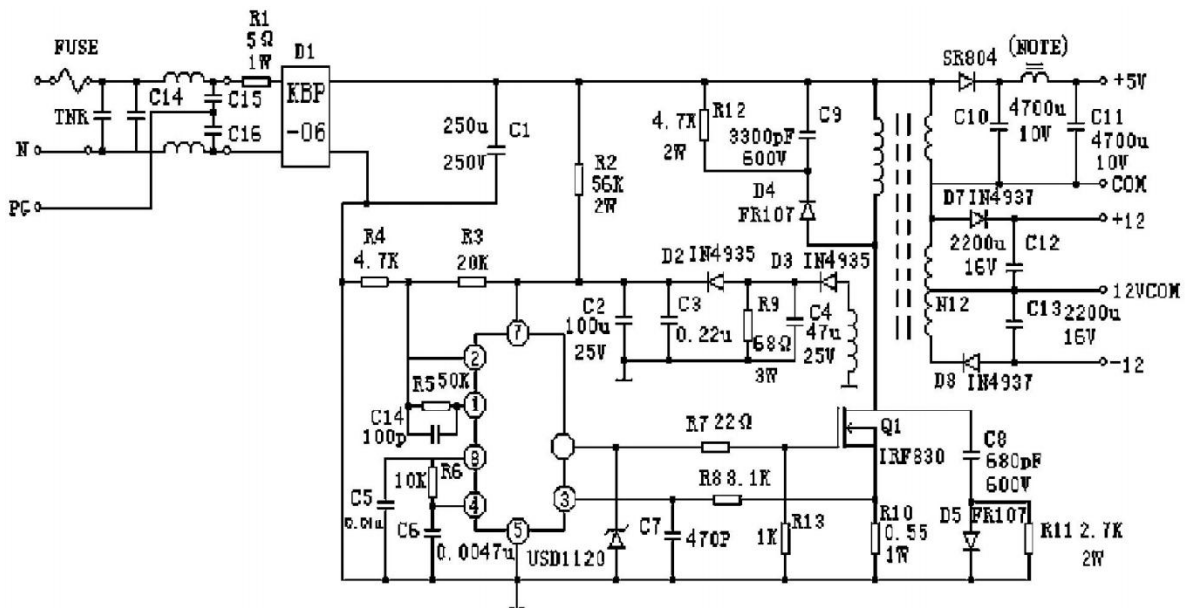 FUSE
R1
5Ω
1W
D1
KBP
-06
C14
C15
C16
TNR
N
PG
250u
250V
C1
R2
56K
2W
4.7K
2W
R12
C9
3300pF
600V
D4
FR107
SR804
(NOTE)
+5V
C10
4700u
10V
C11
4700u
10V
COM
D7 IN4937
+12
2200u
16V
C12
12VCOM
N12
C13
2200u
16V
-12
D8 IN4937
R4
4.7K
R3
20K
D2 IN4935
D3 IN4935
C2
100u
25V
C3
0.22u
R9
68Ω
3W
C4
47u
25V
7
2
R5 50K
1
C14
100p
8
10K
R6
4
C5
0.01u
C6
0.0047u
5
3
USD1120
R7 22Ω
R8 8.1K
C7
470P
R13
1K
Q1
IRF830
R10
0.55
1W
C8
680pF
600V
D5 FR107
R11 2.7K
2W